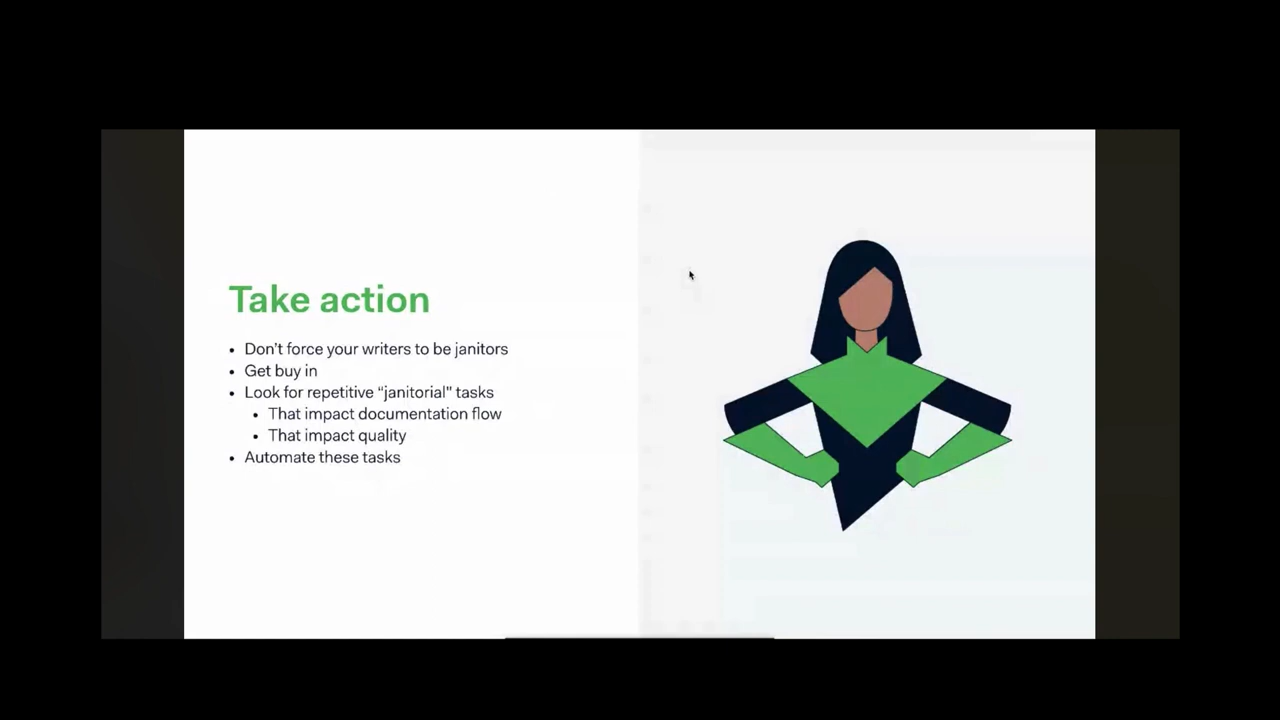 Take action
• Don't force your writers to be janitors
• Get buy in
• Look for repetitive “janitorial” tasks
• That impact documentation flow
• That impact quality
• Automate these tasks